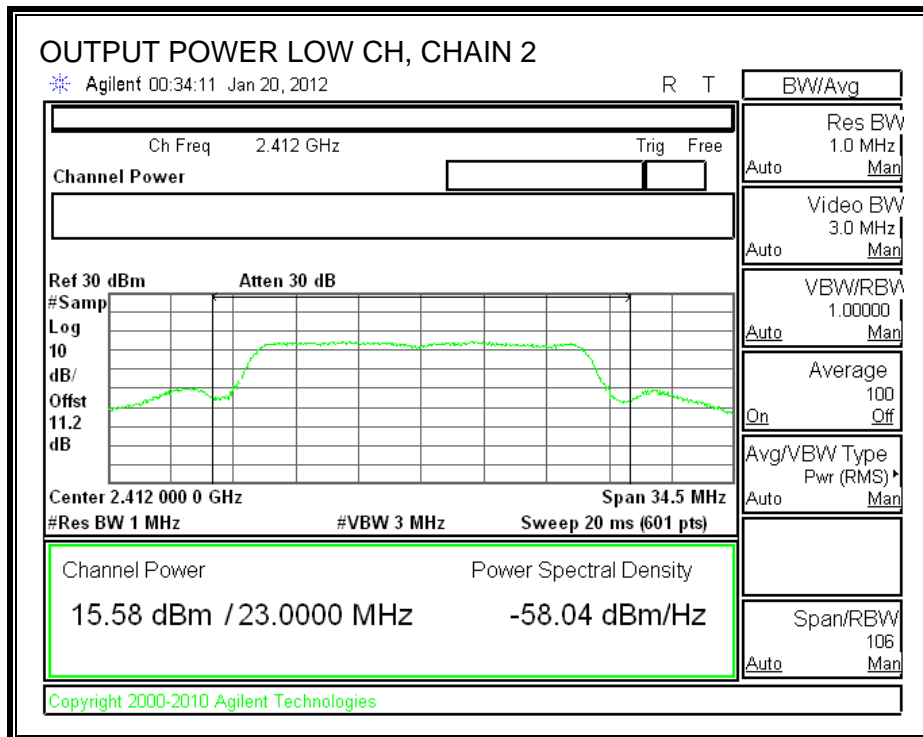 OUTPUT POWER LOW CH, CHAIN 2
Agilent 00:34:11 Jan 20, 2012 R T
Ch Freq 2.412 GHz Trig Free
Channel Power
Ref 30 dBm Atten 30 dB
#Samp
Log
10
dB/
Offst
11.2
dB
Center 2.412 000 0 GHz Span 34.5 MHz
#Res BW 1 MHz #VBW 3 MHz Sweep 20 ms (601 pts)
Channel Power Power Spectral Density
15.58 dBm / 23.0000 MHz -58.04 dBm/Hz
Copyright 2000-2010 Agilent Technologies
BW/Avg
Res BW
1.0 MHz
Auto Man
Video BW
3.0 MHz
Auto Man
VBW/RBW
1.00000
Auto Man
Average
100
On Off
Avg/VBW Type
Pwr (RMS)
Auto Man
Span/RBW
106
Auto Man